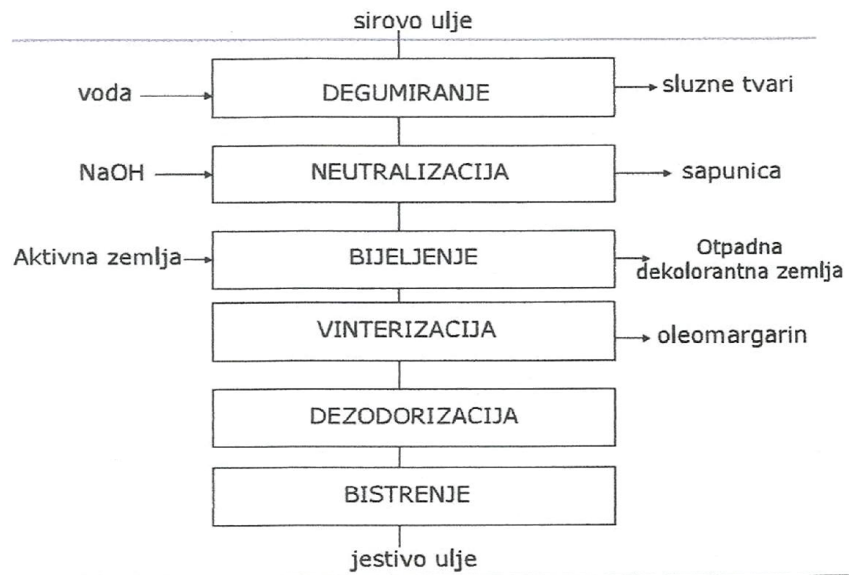 sirovo ulje
voda
DEGUMIRANJE
sluzne tvari
NaOH
NEUTRALIZACIJA
sapunica
Aktivna zemlja
BIJELJENJE
Otpadna
dekolorantna zemlja
VINTERIZACIJA
oleomargarin
DEZODORIZACIJA
BISTRENJE
jestivo ulje